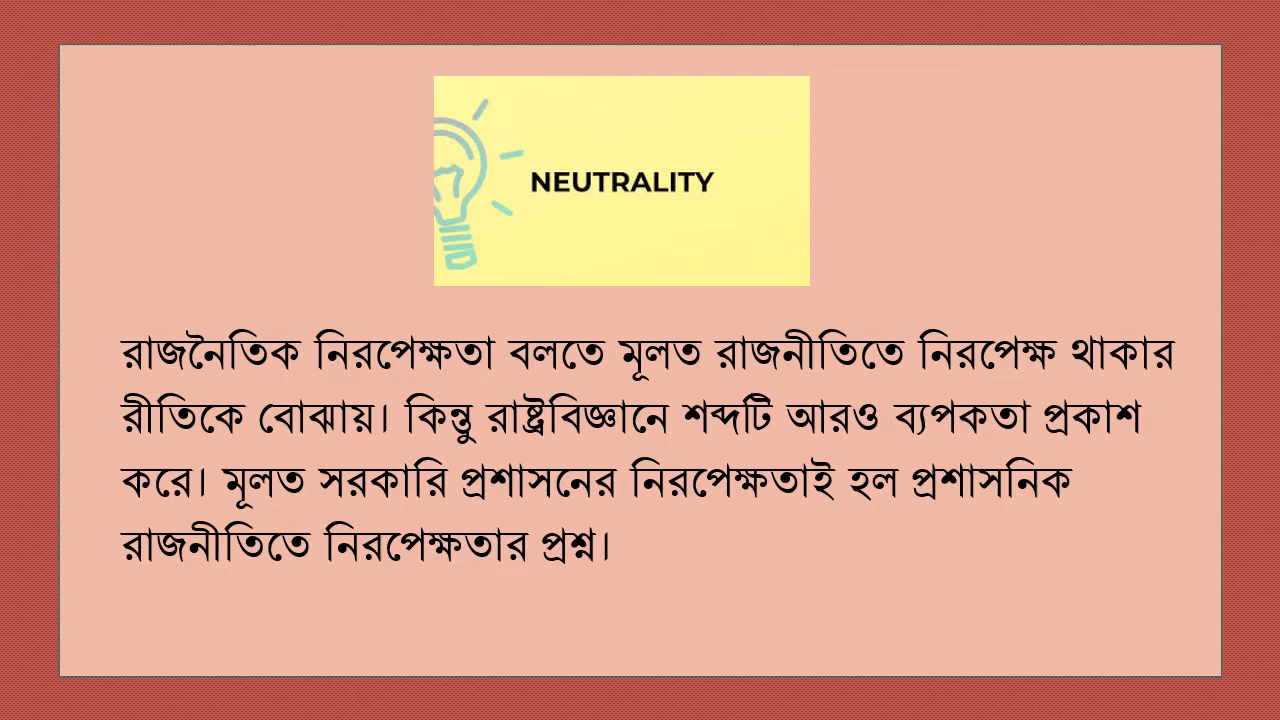 NEUTRALITY
রাজনৈতিক নিরপেক্ষতা বলতে মূলত রাজনীতিতে নিরপেক্ষ থাকার
রীতিকে বোঝায়। কিন্তু রাষ্ট্রবিজ্ঞানে শব্দটি আরও ব্যপকতা প্রকাশ
করে। মূলত সরকারি প্রশাসনের নিরপেক্ষতাই হল প্রশাসনিক
রাজনীতিতে নিরপেক্ষতার প্রশ্ন।